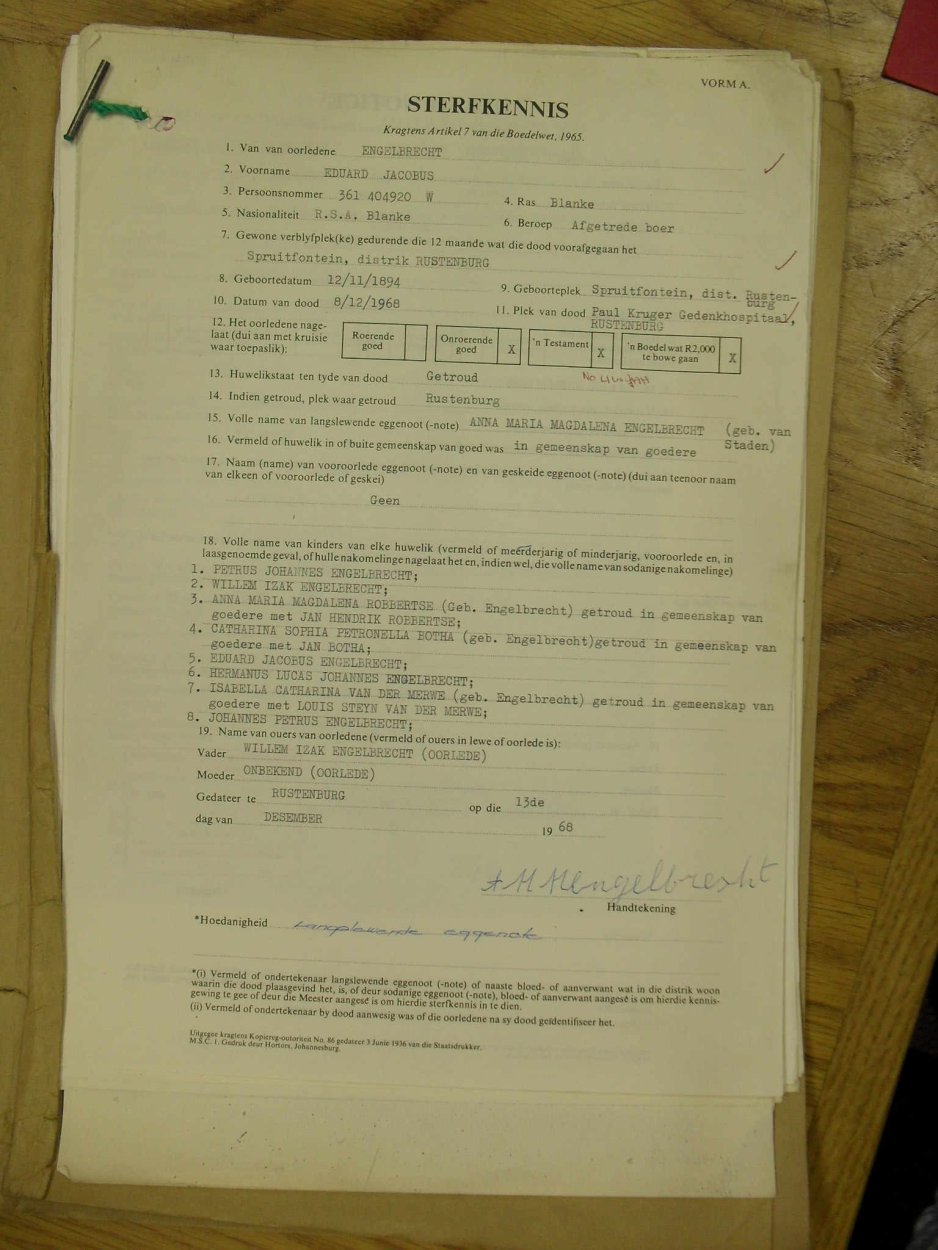 VORM A.
STERFKENNIS
Kragtens Artikel 7 van die Boedelwet, 1965.
1. Van van oorledene ENGELBRECHT
2. Voorname EDUARD JACOBUS
3. Persoonsnommer 361 404920 W 4. Ras Blanke
5. Nasionaliteit R.S.A. Blanke 6. Beroep Afgetrede boer
7. Gewone verblyfplek(ke) gedurende die 12 maande wat die dood voorafgegaan het
Spruitfontein, distrik RUSTENBURG
8. Geboortedatum 12/11/1894 9. Geboorteplek Spruitfontein, dist. Rusten-
burg
10. Datum van dood 8/12/1968 11. Plek van dood Paul Kruger Gedenkhospitaal,
RUSTENBURG
12. Het oorledene nage-
laat (dui aan met kruisie
waar toepaslik):
Roerende
goed
Onroerende
goed X
'n Testament X
'n Boedel wat R2,000
te bowe gaan X
13. Huwelikstaat ten tyde van dood Getroud No
14. Indien getroud, plek waar getroud Rustenburg
15. Volle name van langslewende eggenoot (-note) ANNA MARIA MAGDALENA ENGELBRECHT (geb. van
Staden)
16. Vermeld of huwelik in of buite gemeenskap van goed was in gemeenskap van goedere
17. Naam (name) van vooroorlede eggenoot (-note) en van geskeide eggenoot (-note) (dui aan teenoor naam
van elkeen of vooroorlede of geskei)
Geen
18. Volle name van kinders van elke huwelik (vermeld of meerderjarig of minderjarig, vooroorlede en, in
laasgenoemde geval, of hulle nakomelinge nagelaat het en, indien wel, die volle name van sodanige nakomelinge)
1. PETRUS JOHANNES ENGELBRECHT;
2. WILLEM IZAK ENGELBRECHT;
3. ANNA MARIA MAGDALENA ROBBERTSE (Geb. Engelbrecht) getroud in gemeenskap van
goedere met JAN HENDRIK ROBBERTSE;
4. CATHARINA SOPHIA PETRONELLA BOTHA (geb. Engelbrecht)getroud in gemeenskap van
goedere met JAN BOTHA;
5. EDUARD JACOBUS ENGELBRECHT;
6. HERMANUS LUCAS JOHANNES ENGELBRECHT;
7. ISABELLA CATHARINA VAN DER MERWE (geb. Engelbrecht) getroud in gemeenskap van
goedere met LOUIS STEYN VAN DER MERWE;
8. JOHANNES PETRUS ENGELBRECHT;
19. Name van ouers van oorledene (vermeld of ouers in lewe of oorlede is):
Vader WILLEM IZAK ENGELBRECHT (OORLEDE)
Moeder ONBEKEND (OORLEDE)
Gedateer te RUSTENBURG op die 13de
dag van DESEMBER 19 68
AMMEngelbrecht
Handtekening
*Hoedanigheid Langslewende eggenote
*(i) Vermeld of ondertekenaar langslewende eggenoot (-note) of naaste bloed- of aanverwant wat in die distrik woon
waarin die dood plaasgevind het, is, of deur sodanige eggenoot (-note), bloed- of aanverwant aangesê is om hierdie kennis-
gewing te gee of deur die Meester aangesê is om hierdie sterfkennis in te dien.
(ii) Vermeld of ondertekenaar by dood aanwesig was of die oorledene na sy dood geïdentifiseer het.
Uitgegee kragtens Kopiereg-outoriteit No. 86 gedateer 3 Junie 1936 van die Staatsdrukker.
M.S.C. 1. Gedruk deur Hortors, Johannesburg.